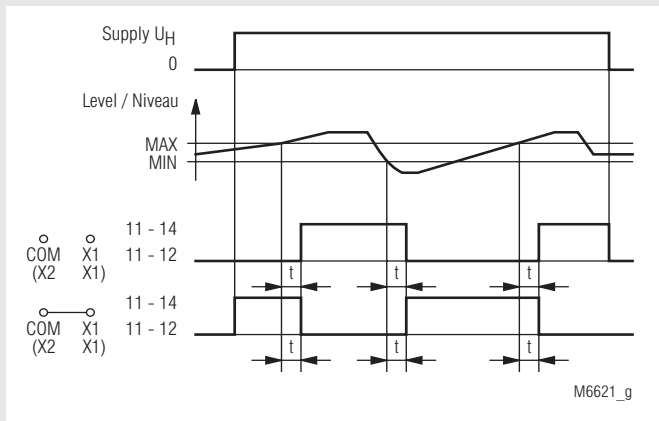 Supply UH
0
Level / Niveau
MAX
MIN
11 - 14
COM X1 11 - 12
(X2 X1)
t t t
11 - 14
COM X1 11 - 12
(X2 X1)
t t t
M6621_g